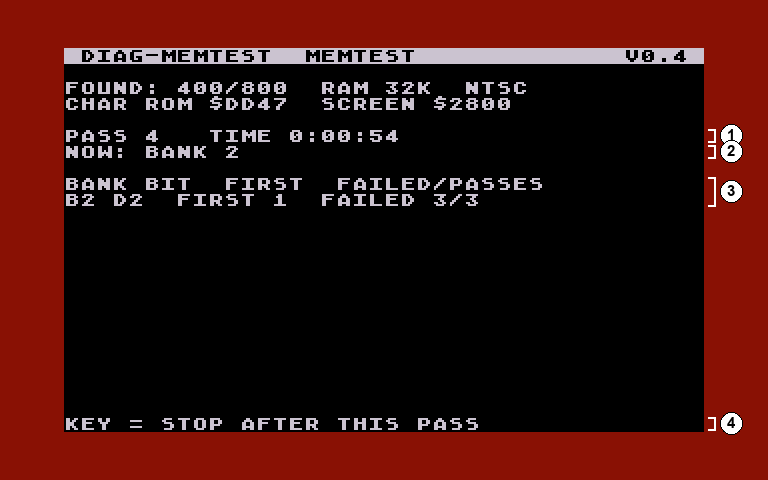 DIAG-MEMTEST MEMTEST V0.4
FOUND: 400/800 RAM 32K NTSC
CHAR ROM $DD47 SCREEN $2800
PASS 4 TIME 0:00:54 1
NOW: BANK 2 2
BANK BIT FIRST FAILED/PASSES 3
B2 D2 FIRST 1 FAILED 3/3
KEY = STOP AFTER THIS PASS 4